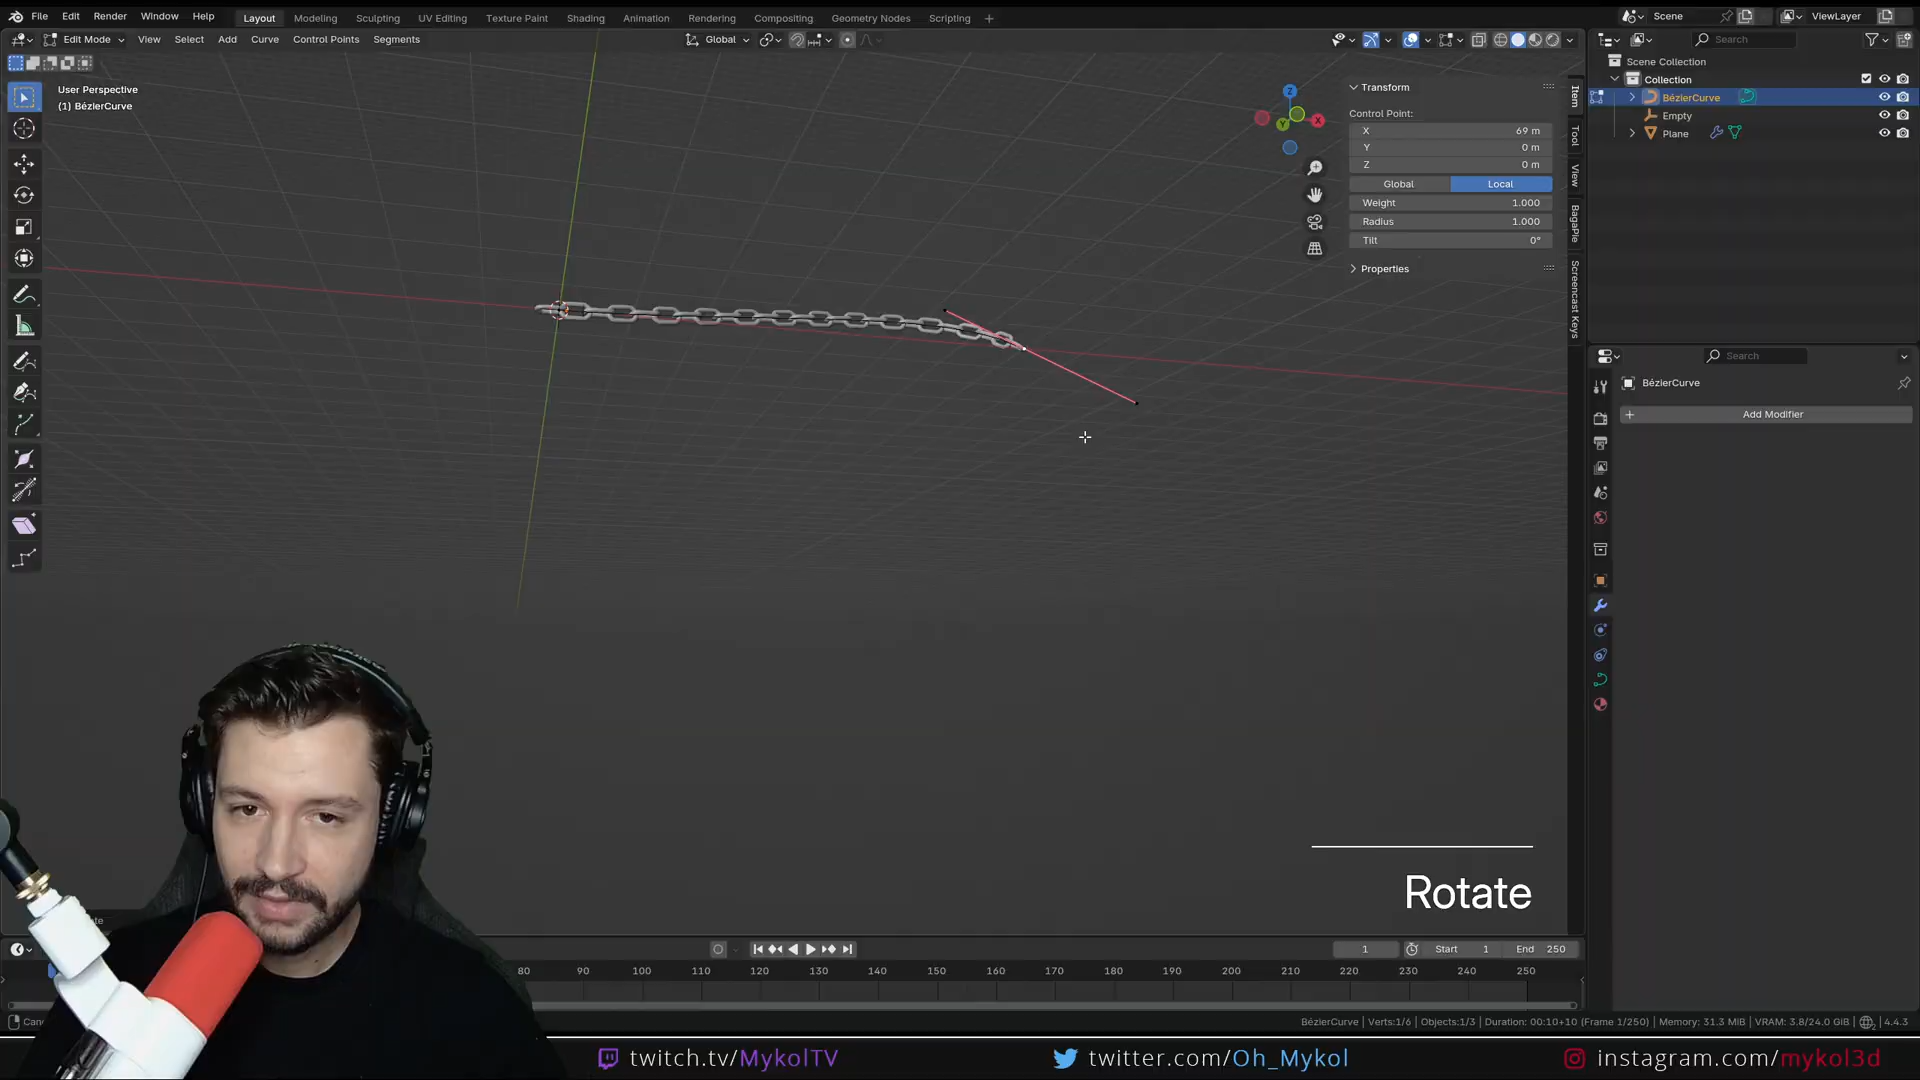 File Edit Render Window Help Layout Modeling Sculpting UV Editing Texture Paint Shading Animation Rendering Compositing Geometry Nodes Scripting Scene ViewLayer
Edit Mode View Select Add Curve Control Points Segments Global Search
User Perspective
(1) BézierCurve
Transform
Control Point:
X 69 m
Y 0 m
Z 0 m
Global Local
Weight 1.000
Radius 1.000
Tilt 0°
Properties
Z
Y
X
Item
Tool
View
BagaPie
Screencast Keys
Scene Collection
Collection
BézierCurve
Empty
Plane
Search
BézierCurve
Add Modifier
Rotate
1 Start 1 End 250
80 90 100 110 120 130 140 150 160 170 180 190 200 210 220 230 240 250
BézierCurve | Verts:1/6 | Objects:1/3 | Duration: 00:10+10 (Frame 1/250) | Memory: 31.3 MiB | VRAM: 3.8/24.0 GiB 4.4.3
twitch.tv/MykolTV twitter.com/Oh_Mykol instagram.com/mykol3d